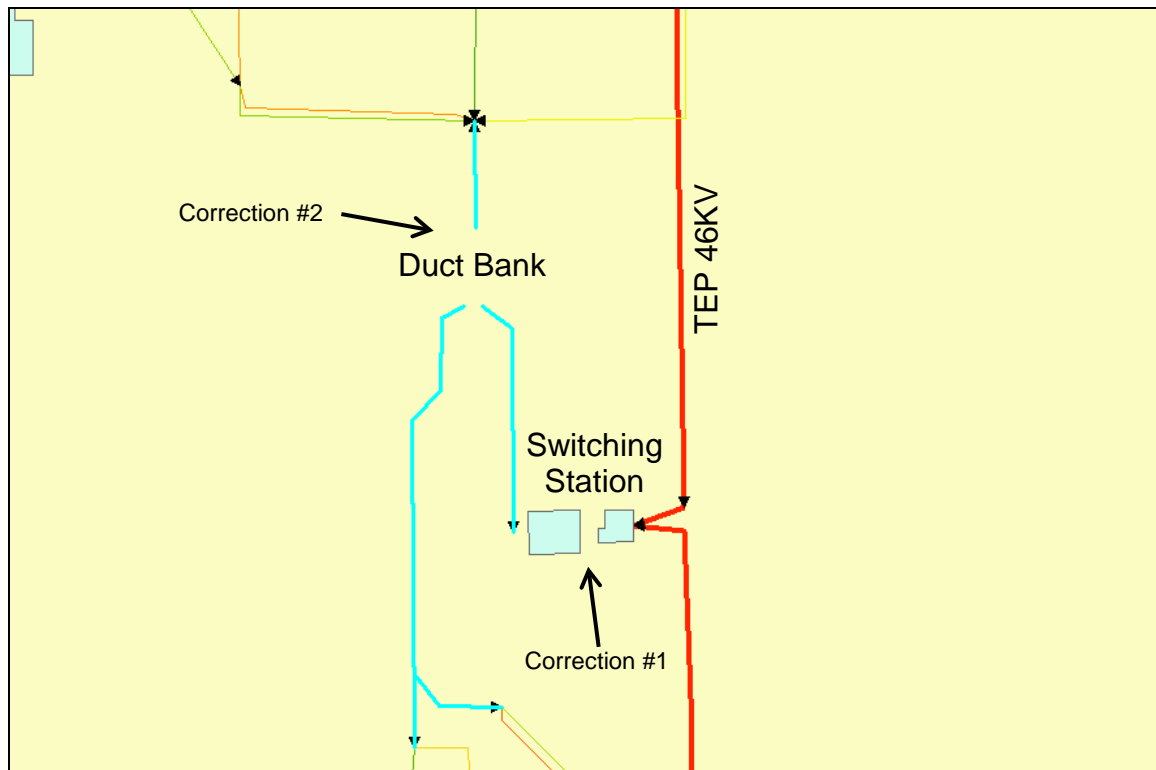 Correction #2
Duct Bank
TEP 46KV
Switching
Station
Correction #1